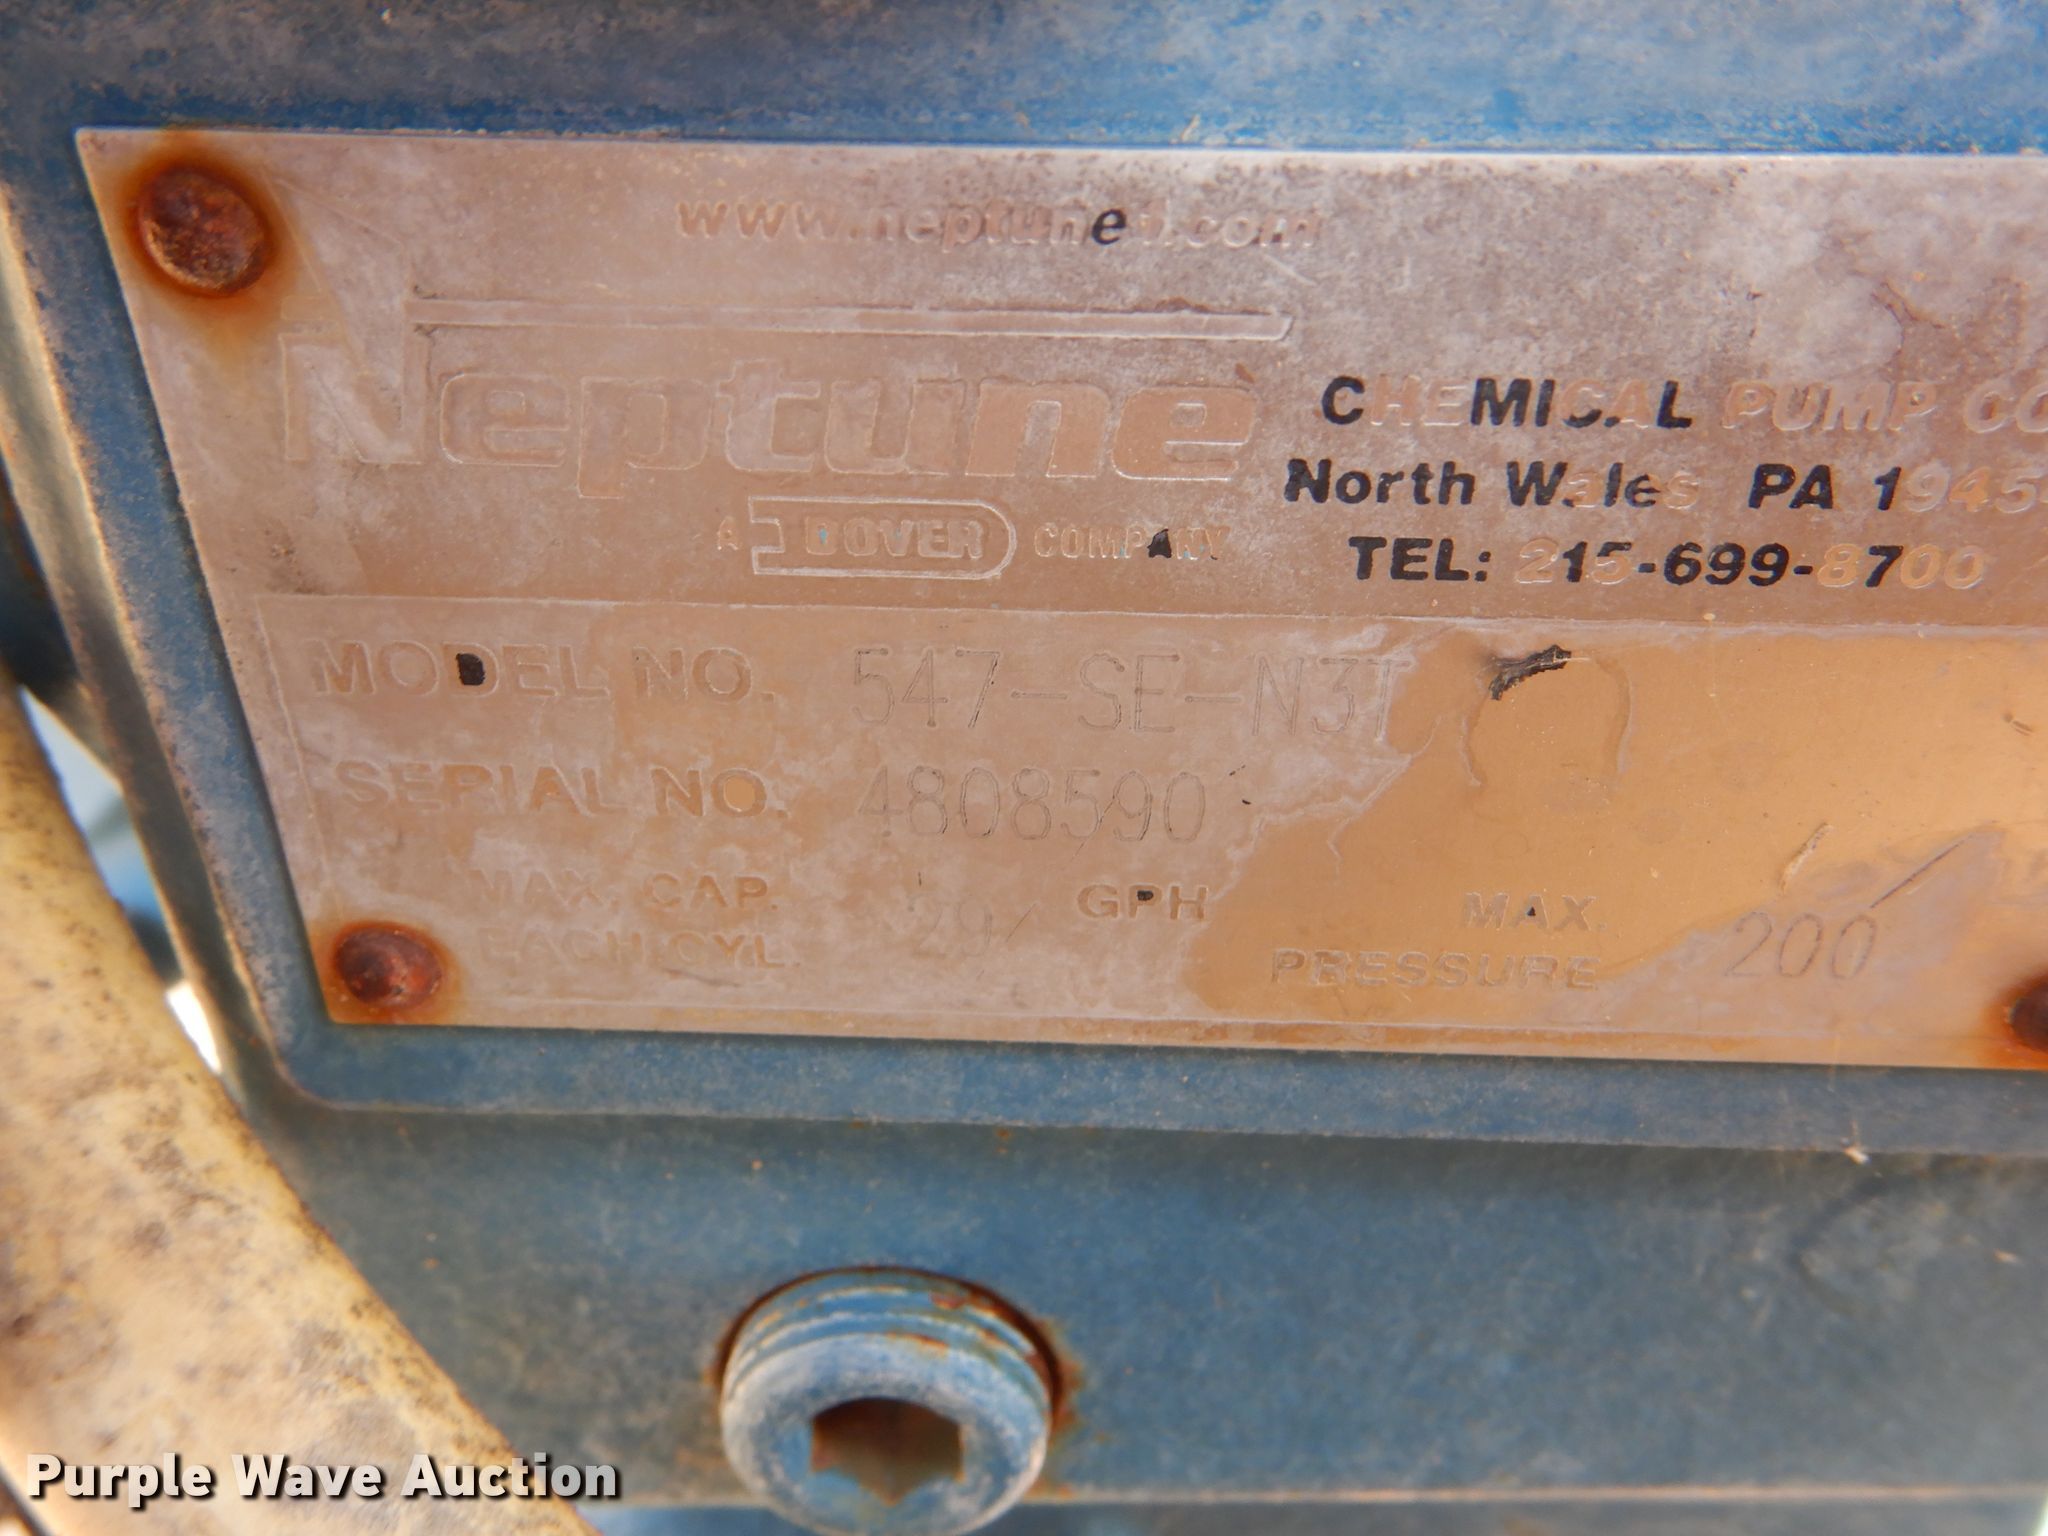 www.neptune1.com
Neptune
A DOVER COMPANY
CHEMICAL PUMP CO
North Wales PA 1945
TEL: 215-699-8700
MODEL NO. 547-SE-N3T
SERIAL NO. 4808590
MAX. CAP. EACH CYL. 29 GPH
MAX. PRESSURE 200
Purple Wave Auction